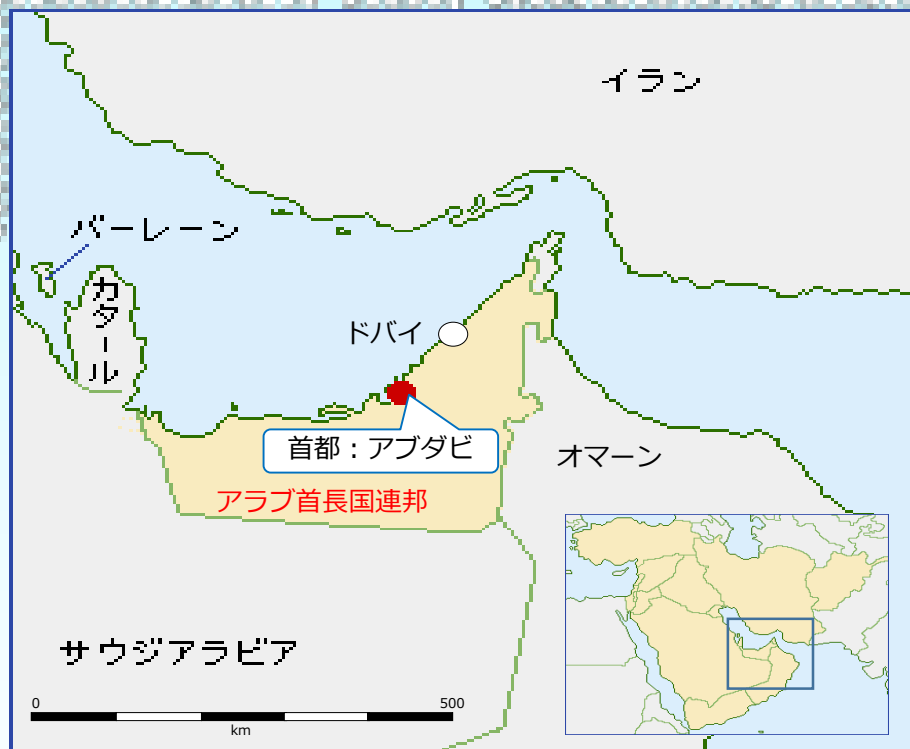 イラン
バーレーン
カタール
ドバイ
首都：アブダビ
オマーン
アラブ首長国連邦
サウジアラビア
0
500
km